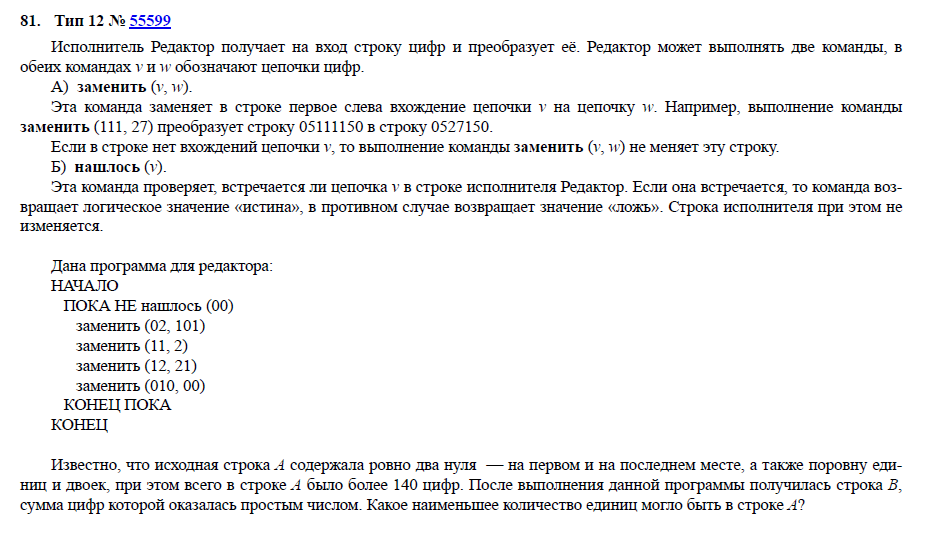 81. Тип 12 № 55599
Исполнитель Редактор получает на вход строку цифр и преобразует её. Редактор может выполнять две команды, в
обеих командах v и w обозначают цепочки цифр.
А) заменить (v, w).
Эта команда заменяет в строке первое слева вхождение цепочки v на цепочку w. Например, выполнение команды
заменить (111, 27) преобразует строку 05111150 в строку 0527150.
Если в строке нет вхождений цепочки v, то выполнение команды заменить (v, w) не меняет эту строку.
Б) нашлось (v).
Эта команда проверяет, встречается ли цепочка v в строке исполнителя Редактор. Если она встречается, то команда воз-
вращает логическое значение «истина», в противном случае возвращает значение «ложь». Строка исполнителя при этом не
изменяется.
Дана программа для редактора:
НАЧАЛО
ПОКА НЕ нашлось (00)
заменить (02, 101)
заменить (11, 2)
заменить (12, 21)
заменить (010, 00)
КОНЕЦ ПОКА
КОНЕЦ
Известно, что исходная строка A содержала ровно два нуля — на первом и на последнем месте, а также поровну еди-
ниц и двоек, при этом всего в строке A было более 140 цифр. После выполнения данной программы получилась строка B,
сумма цифр которой оказалась простым числом. Какое наименьшее количество единиц могло быть в строке A?